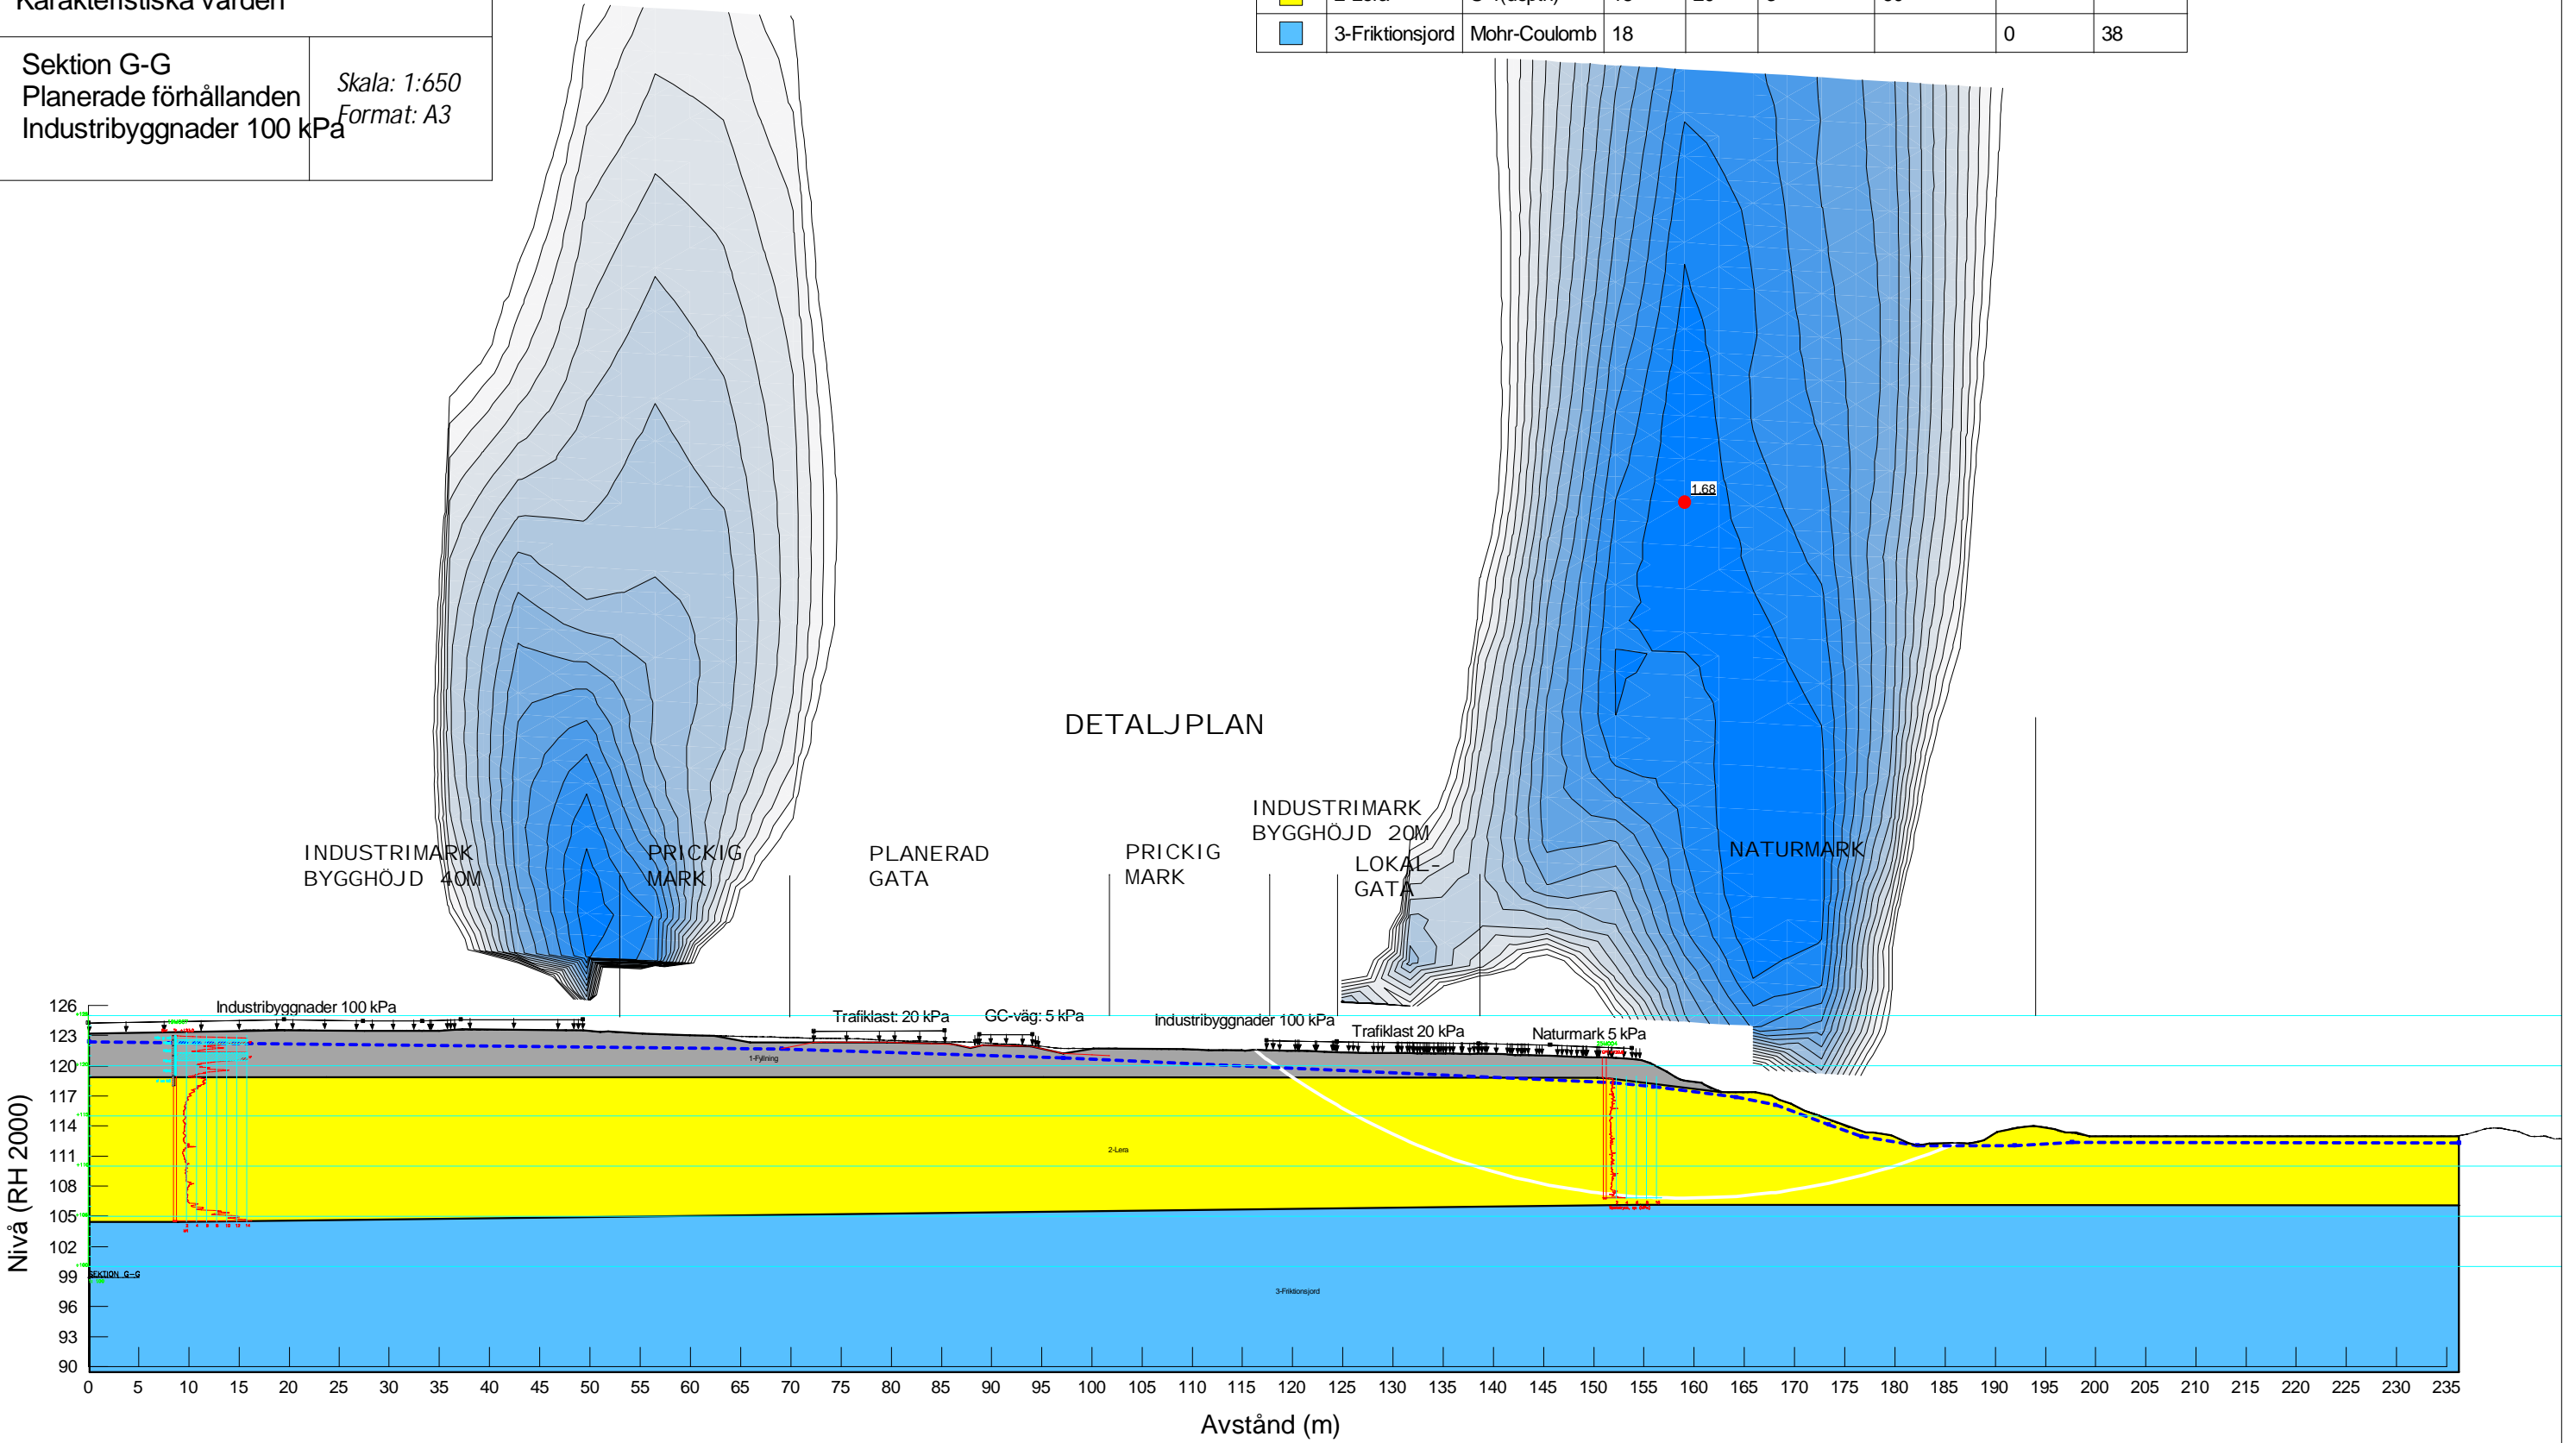 Karakteristiska värden
Sektion G-G
Planerade förhållanden
Industribyggnader 100 kPa
Skala: 1:650
Format: A3
3-Friktionsjord Mohr-Coulomb 18 0 38
1.68
DETALJPLAN
INDUSTRIMARK
BYGGHÖJD 40M
PRICKIG
MARK
PLANERAD
GATA
PRICKIG
MARK
INDUSTRIMARK
BYGGHÖJD 20M
LOKAL-
GATA
NATURMARK
Industribyggnader 100 kPa
Trafiklast: 20 kPa
GC-väg: 5 kPa
Industribyggnader 100 kPa
Trafiklast 20 kPa
Naturmark 5 kPa
1-Fyllning
2-Lera
3-Friktionsjord
SEKTION G-G
Nivå (RH 2000)
126
123
120
117
114
111
108
105
102
99
96
93
90
0 5 10 15 20 25 30 35 40 45 50 55 60 65 70 75 80 85 90 95 100 105 110 115 120 125 130 135 140 145 150 155 160 165 170 175 180 185 190 195 200 205 210 215 220 225 230 235
Avstånd (m)